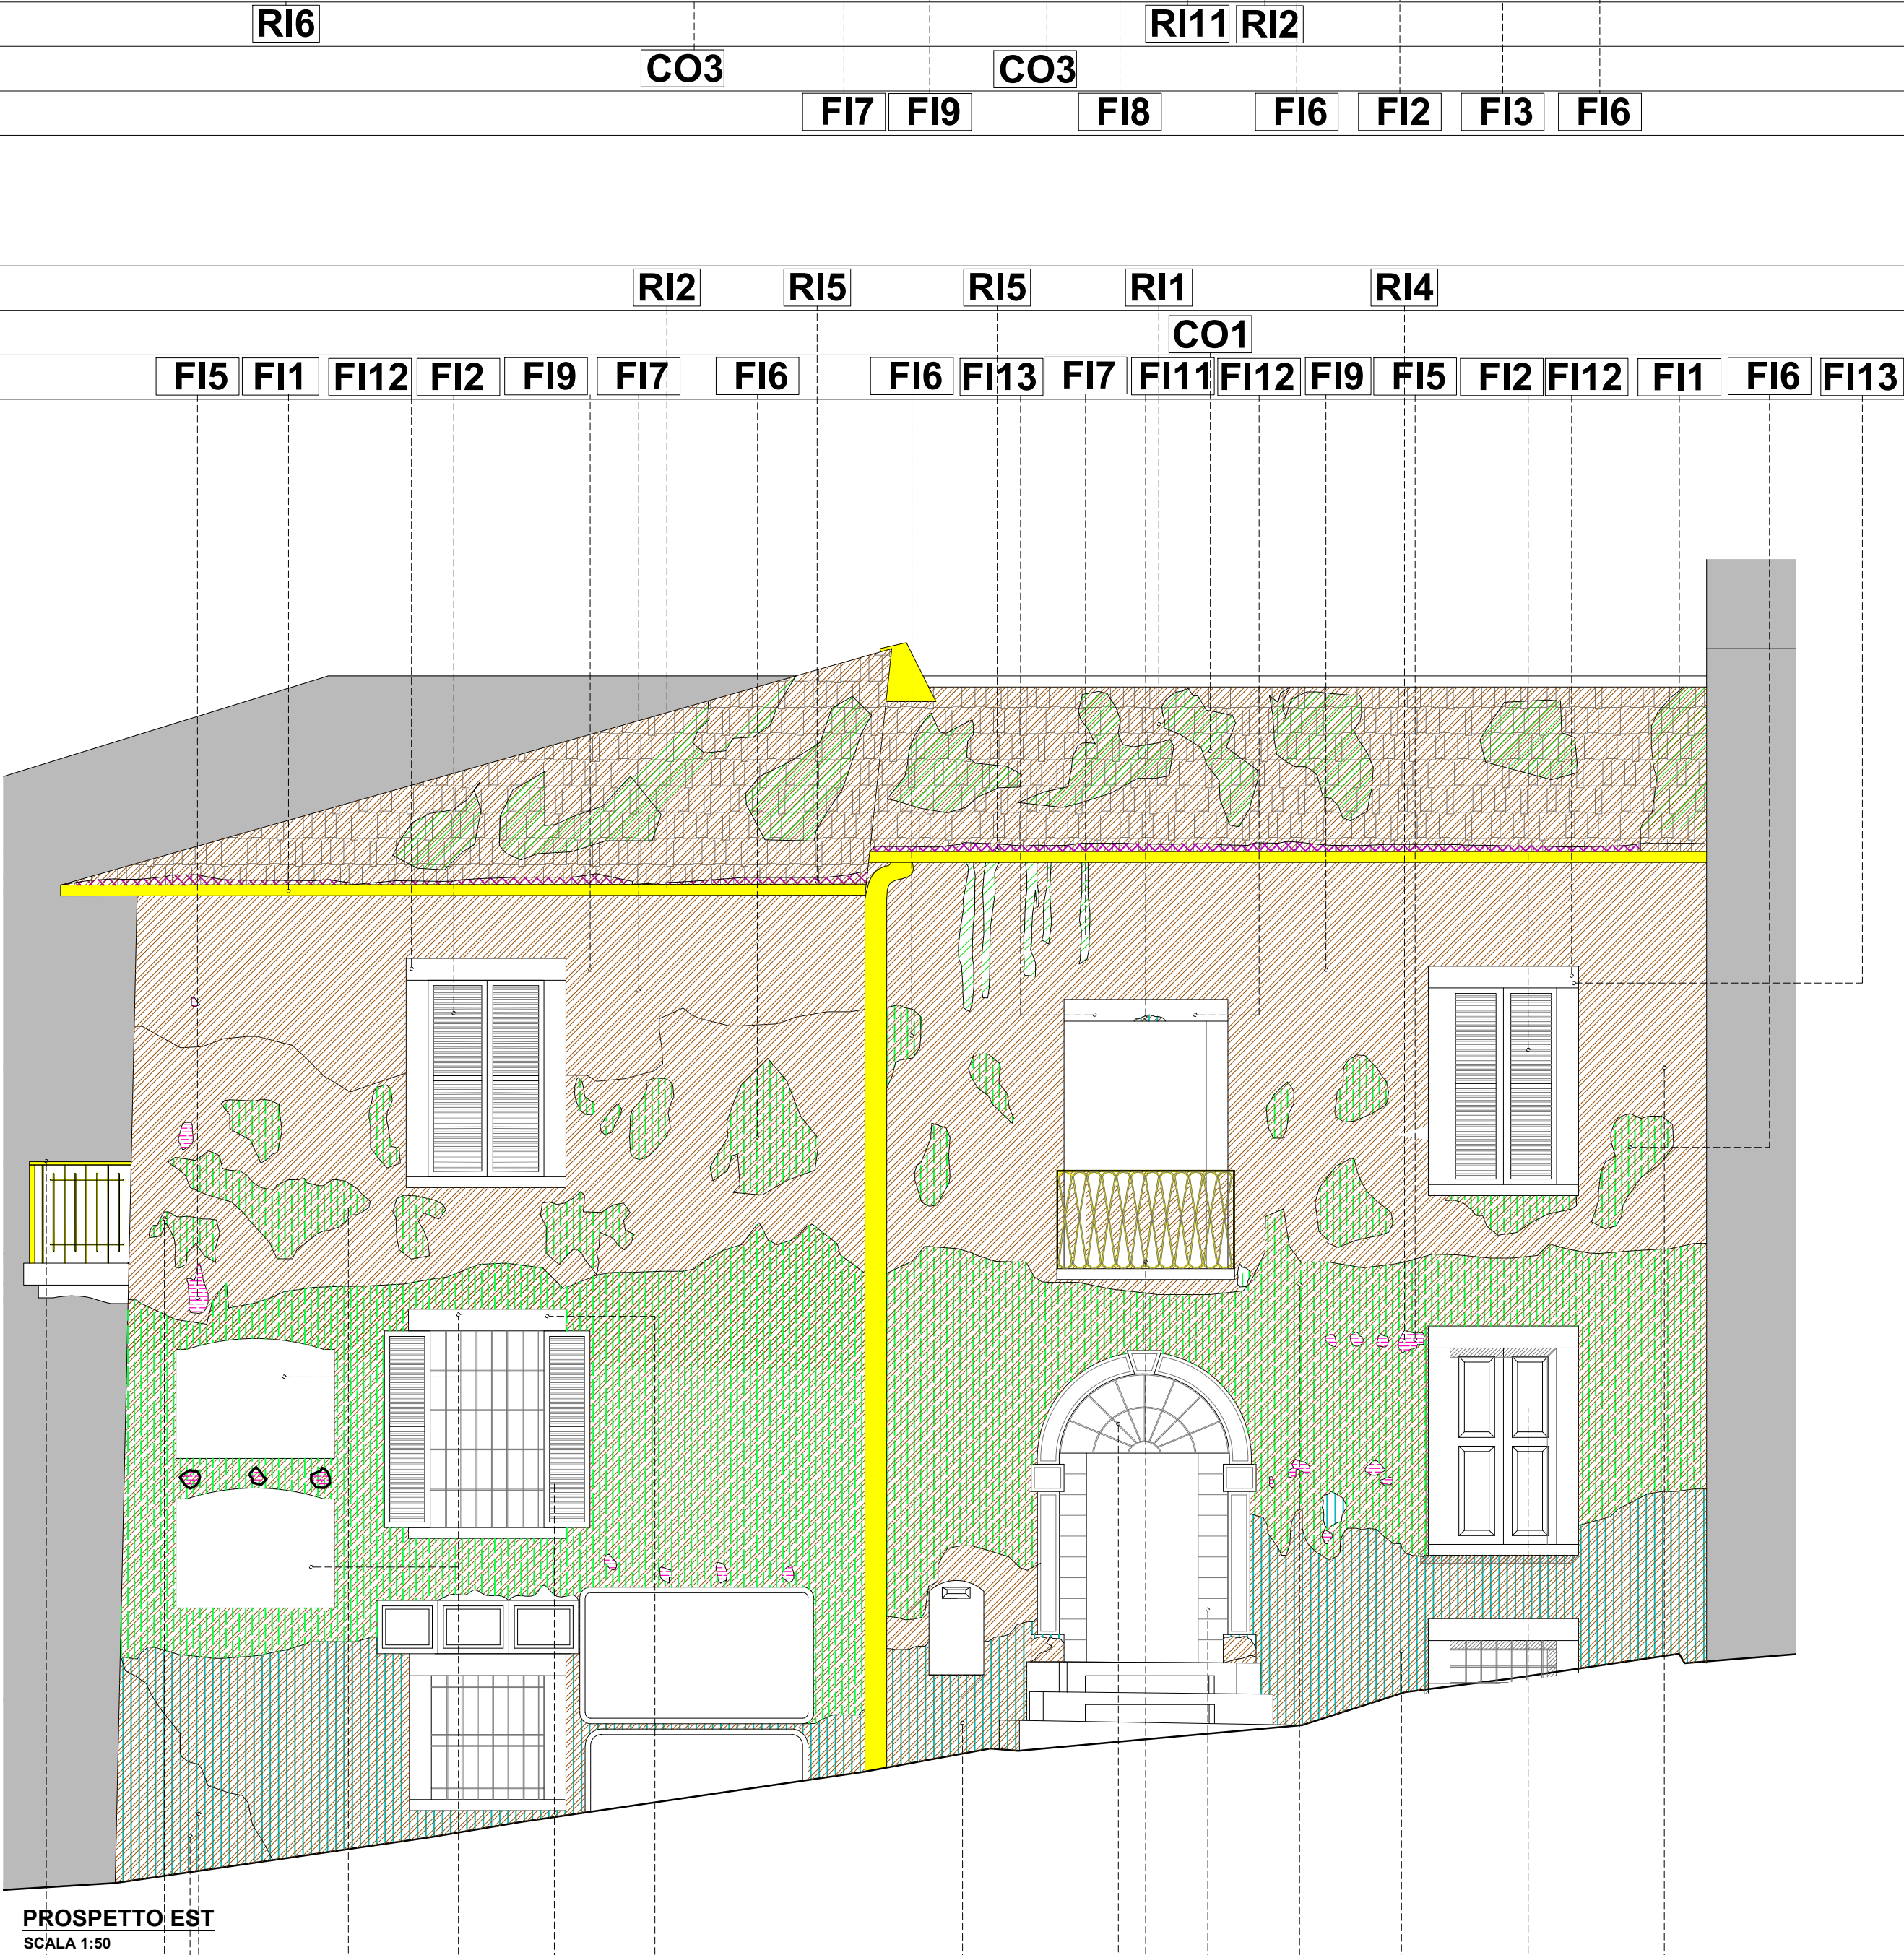 RI6 RI11 RI2
CO3 CO3
FI7 FI9 FI8 FI6 FI2 FI3 FI6
RI2 RI5 RI5 RI1 RI4
CO1
FI5 FI1 FI12 FI2 FI9 FI7 FI6 FI6 FI13 FI7 FI11 FI12 FI9 FI5 FI2 FI12 FI1 FI6 FI13
PROSPETTO EST
SCALA 1:50